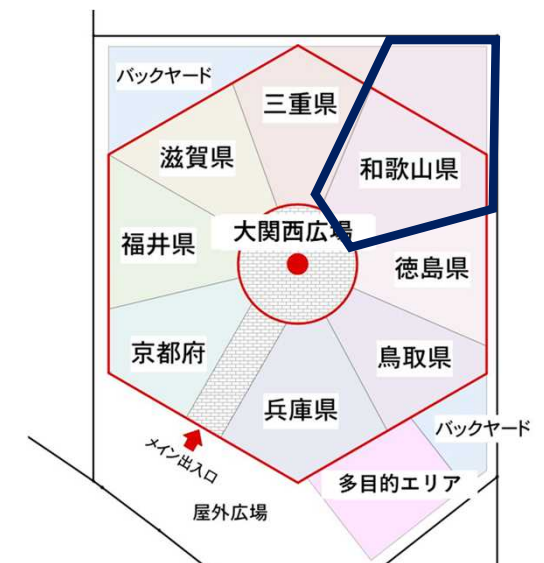 バックヤード
三重県
滋賀県
和歌山県
大関西広場
福井県
徳島県
京都府
鳥取県
兵庫県
バックヤード
メイン出入口
多目的エリア
屋外広場